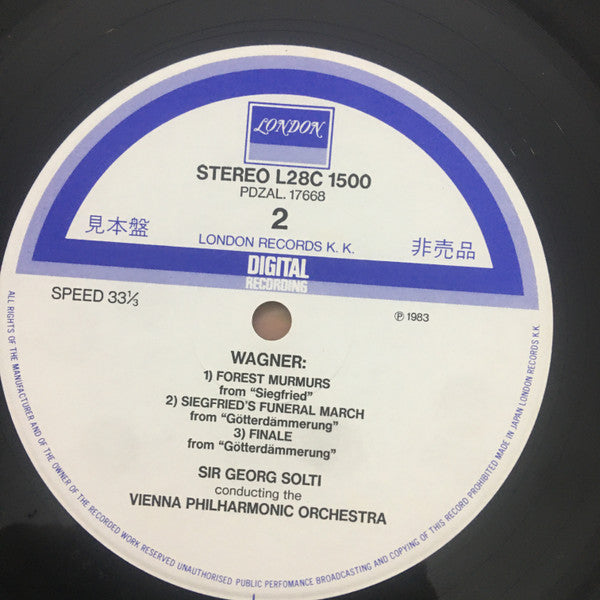 LONDON
STEREO L28C 1500
PDZAL. 17668
2
見本盤
非売品
LONDON RECORDS K. K.
DIGITAL
RECORDING
SPEED 33⅓
℗ 1983
WAGNER:
1) FOREST MURMURS
from "Siegfried"
2) SIEGFRIED'S FUNERAL MARCH
from "Götterdämmerung"
3) FINALE
from "Götterdämmerung"
SIR GEORG SOLTI
conducting the
VIENNA PHILHARMONIC ORCHESTRA
ALL RIGHTS OF THE MANUFACTURER AND OF THE OWNER OF THE RECORDED WORK RESERVED UNAUTHORISED PUBLIC PERFOMANCE BROADCASTING AND COPYING OF THIS RECORD PROHIBITED MADE IN JAPAN LONDON RECORDS K.K.